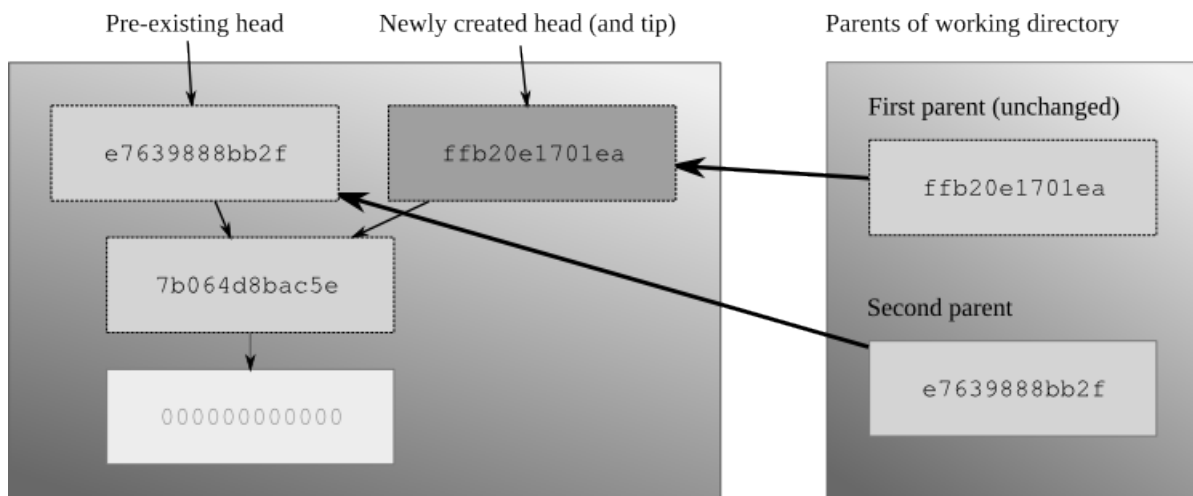 Pre-existing head
Newly created head (and tip)
Parents of working directory
First parent (unchanged)
e7639888bb2f
ffb20e1701ea
ffb20e1701ea
7b064d8bac5e
Second parent
e7639888bb2f
000000000000